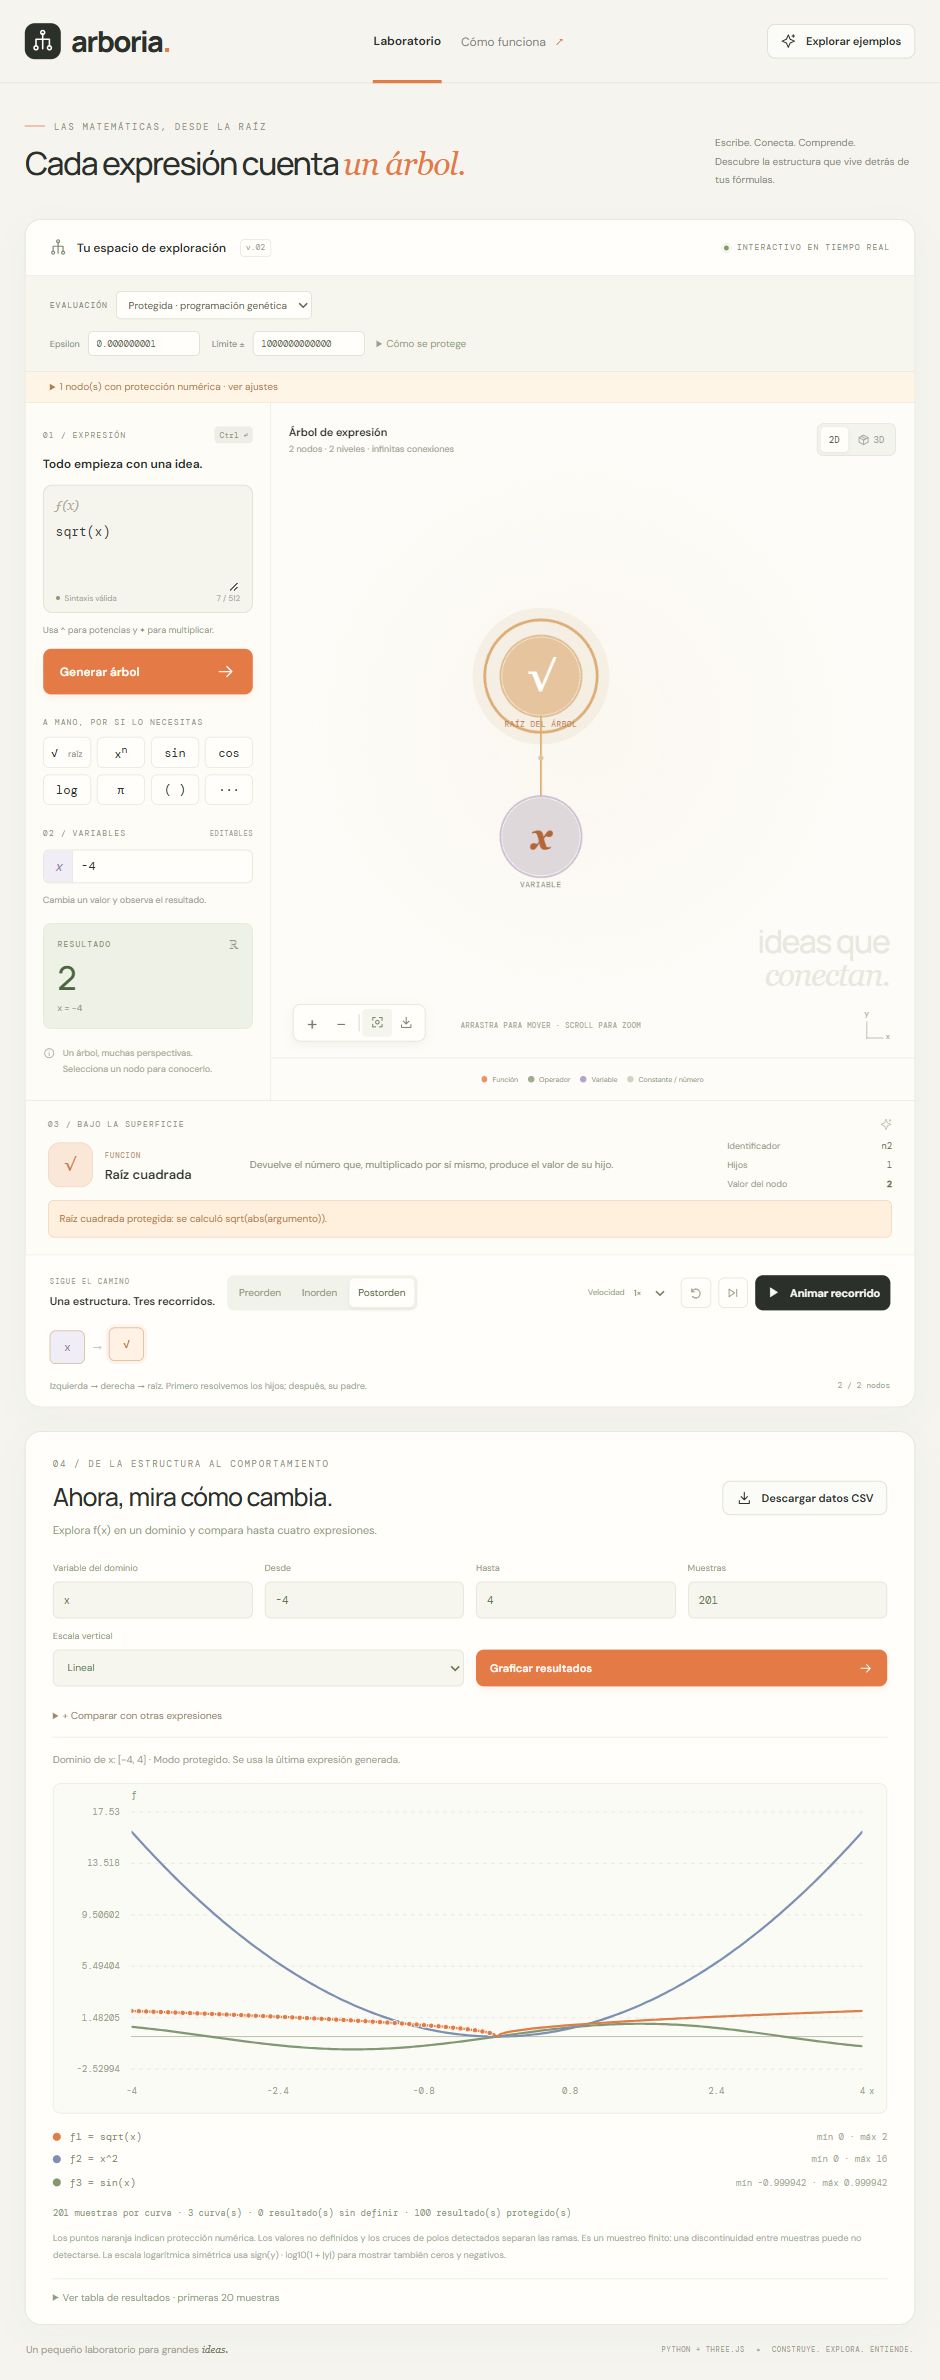 arboria.
Laboratorio
Cómo funciona ↗
Explorar ejemplos
LAS MATEMÁTICAS, DESDE LA RAÍZ
Cada expresión cuenta un árbol.
Escribe. Conecta. Comprende.
Descubre la estructura que vive detrás de
tus fórmulas.
Tu espacio de exploración v.02
INTERACTIVO EN TIEMPO REAL
EVALUACIÓN Protegida · programación genética
Epsilon 0.000000001 Límite ± 1000000000000 ▶ Cómo se protege
▶ 1 nodo(s) con protección numérica · ver ajustes
01 / EXPRESIÓN Ctrl ↵
Todo empieza con una idea.
ƒ(x)
sqrt(x)
Sintaxis válida 7 / 512
Usa ^ para potencias y * para multiplicar.
Generar árbol →
A MANO, POR SI LO NECESITAS
√ raíz xⁿ sin cos
log π ( ) ···
02 / VARIABLES EDITABLES
x -4
Cambia un valor y observa el resultado.
RESULTADO ℝ
2
x = -4
Un árbol, muchas perspectivas.
Selecciona un nodo para conocerlo.
Árbol de expresión
2 nodos · 2 niveles · infinitas conexiones
2D 3D
√
RAÍZ DEL ÁRBOL
x
VARIABLE
ideas que
conectan.
+ −
ARRASTRA PARA MOVER · SCROLL PARA ZOOM
y
x
Función Operador Variable Constante / número
03 / BAJO LA SUPERFICIE
√
FUNCION
Raíz cuadrada
Devuelve el número que, multiplicado por sí mismo, produce el valor de su hijo.
Identificador n2
Hijos 1
Valor del nodo 2
Raíz cuadrada protegida: se calculó sqrt(abs(argumento)).
SIGUE EL CAMINO
Una estructura. Tres recorridos.
Preorden Inorden Postorden
Velocidad 1×
Animar recorrido
x → √
Izquierda → derecha → raíz. Primero resolvemos los hijos; después, su padre.
2 / 2 nodos
04 / DE LA ESTRUCTURA AL COMPORTAMIENTO
Ahora, mira cómo cambia.
Descargar datos CSV
Explora f(x) en un dominio y compara hasta cuatro expresiones.
Variable del dominio Desde Hasta Muestras
x -4 4 201
Escala vertical
Lineal
Graficar resultados →
▶ + Comparar con otras expresiones
Dominio de x: [-4, 4] · Modo protegido. Se usa la última expresión generada.
ƒ
17.53
13.518
9.50602
5.49404
1.48205
-2.52994
-4 -2.4 -0.8 0.8 2.4 4 x
ƒ1 = sqrt(x) mín 0 · máx 2
ƒ2 = x^2 mín 0 · máx 16
ƒ3 = sin(x) mín -0.999942 · máx 0.999942
201 muestras por curva · 3 curva(s) · 0 resultado(s) sin definir · 100 resultado(s) protegido(s)
Los puntos naranja indican protección numérica. Los valores no definidos y los cruces de polos detectados separan las ramas. Es un muestreo finito: una discontinuidad entre muestras puede no
detectarse. La escala logarítmica simétrica usa sign(y) · log10(1 + |y|) para mostrar también ceros y negativos.
▶ Ver tabla de resultados · primeras 20 muestras
Un pequeño laboratorio para grandes ideas.
PYTHON + THREE.JS • CONSTRUYE. EXPLORA. ENTIENDE.